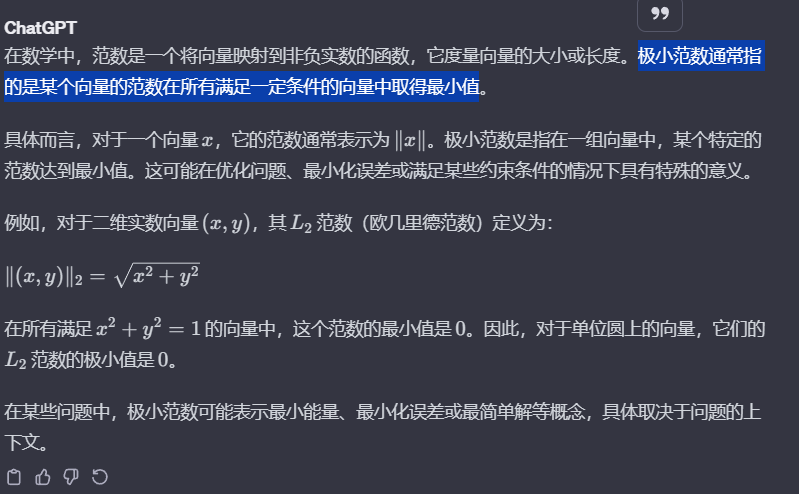 ChatGPT
在数学中，范数是一个将向量映射到非负实数的函数，它度量向量的大小或长度。极小范数通常指
的是某个向量的范数在所有满足一定条件的向量中取得最小值。
具体而言，对于一个向量 x，它的范数通常表示为 ∥x∥。极小范数是指在一组向量中，某个特定的
范数达到最小值。这可能在优化问题、最小化误差或满足某些约束条件的情况下具有特殊的意义。
例如，对于二维实数向量 (x, y)，其 L₂ 范数（欧几里德范数）定义为：
∥(x, y)∥₂ = √(x² + y²)
在所有满足 x² + y² = 1 的向量中，这个范数的最小值是 0。因此，对于单位圆上的向量，它们的
L₂ 范数的极小值是 0。
在某些问题中，极小范数可能表示最小能量、最小化误差或最简单解等概念，具体取决于问题的上
下文。